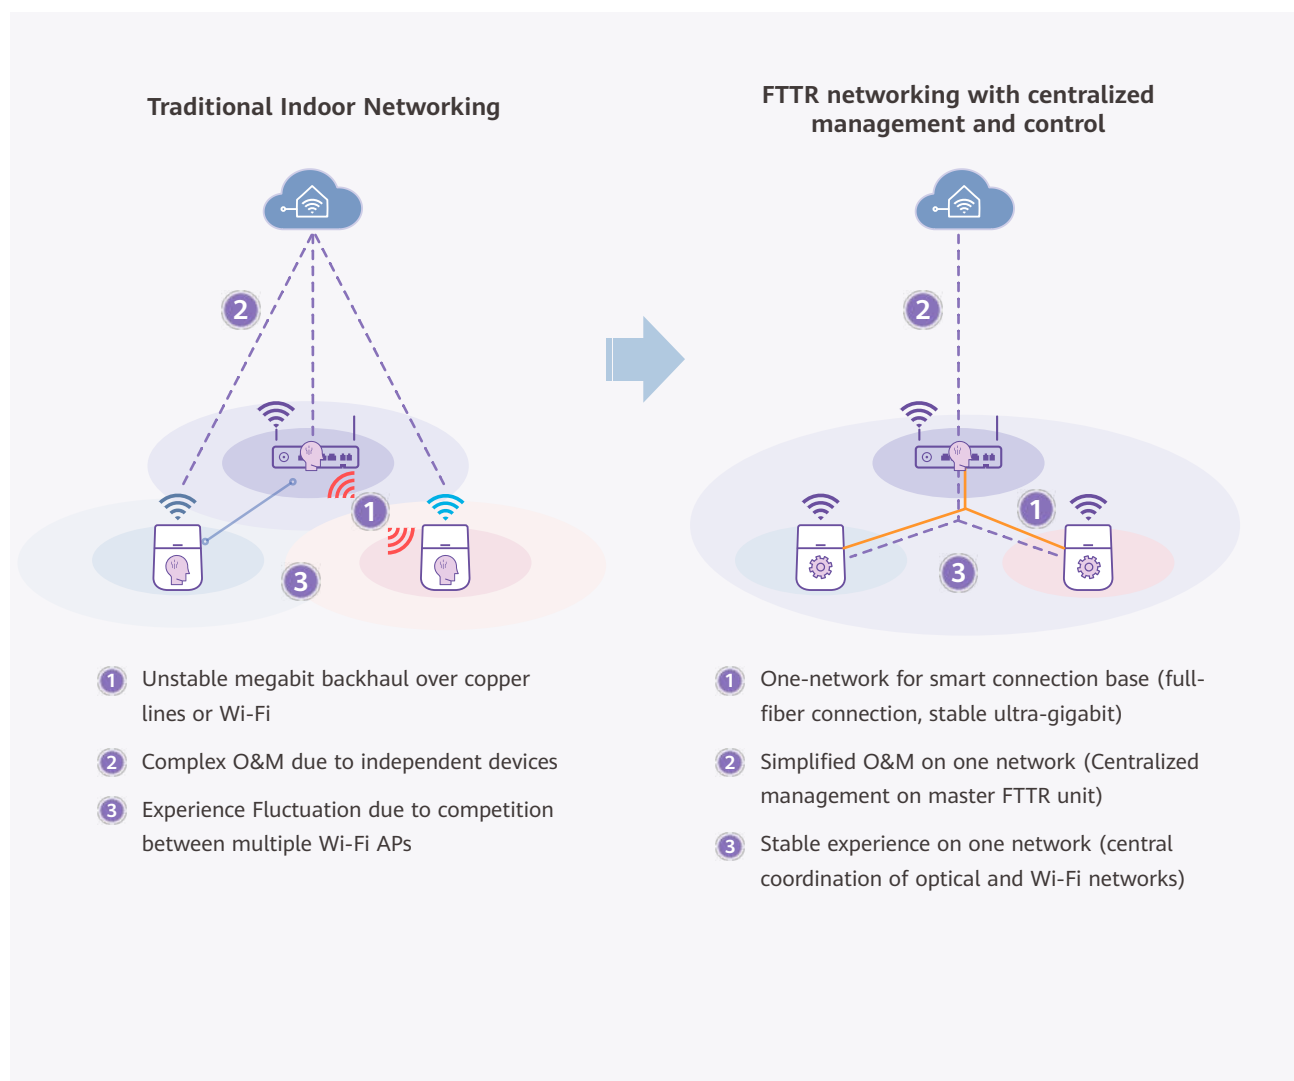 Traditional Indoor Networking
FTTR networking with centralized
management and control
2
1
3
2
1
3
1 Unstable megabit backhaul over copper
lines or Wi-Fi
2 Complex O&M due to independent devices
3 Experience Fluctuation due to competition
between multiple Wi-Fi APs
1 One-network for smart connection base (full-
fiber connection, stable ultra-gigabit)
2 Simplified O&M on one network (Centralized
management on master FTTR unit)
3 Stable experience on one network (central
coordination of optical and Wi-Fi networks)